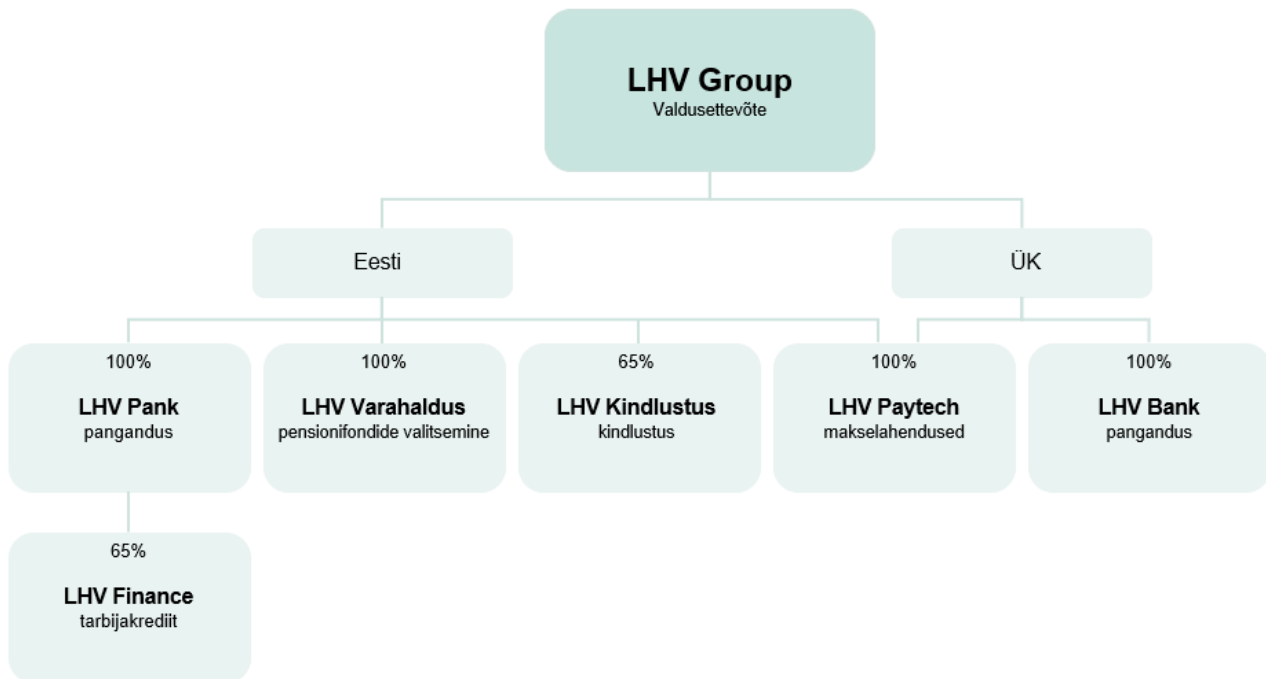 LHV Group
Valdusettevõte
Eesti
ÜK
100%
LHV Pank
pangandus
100%
LHV Varahaldus
pensionifondide valitsemine
65%
LHV Kindlustus
kindlustus
100%
LHV Paytech
makselahendused
100%
LHV Bank
pangandus
65%
LHV Finance
tarbijakrediit